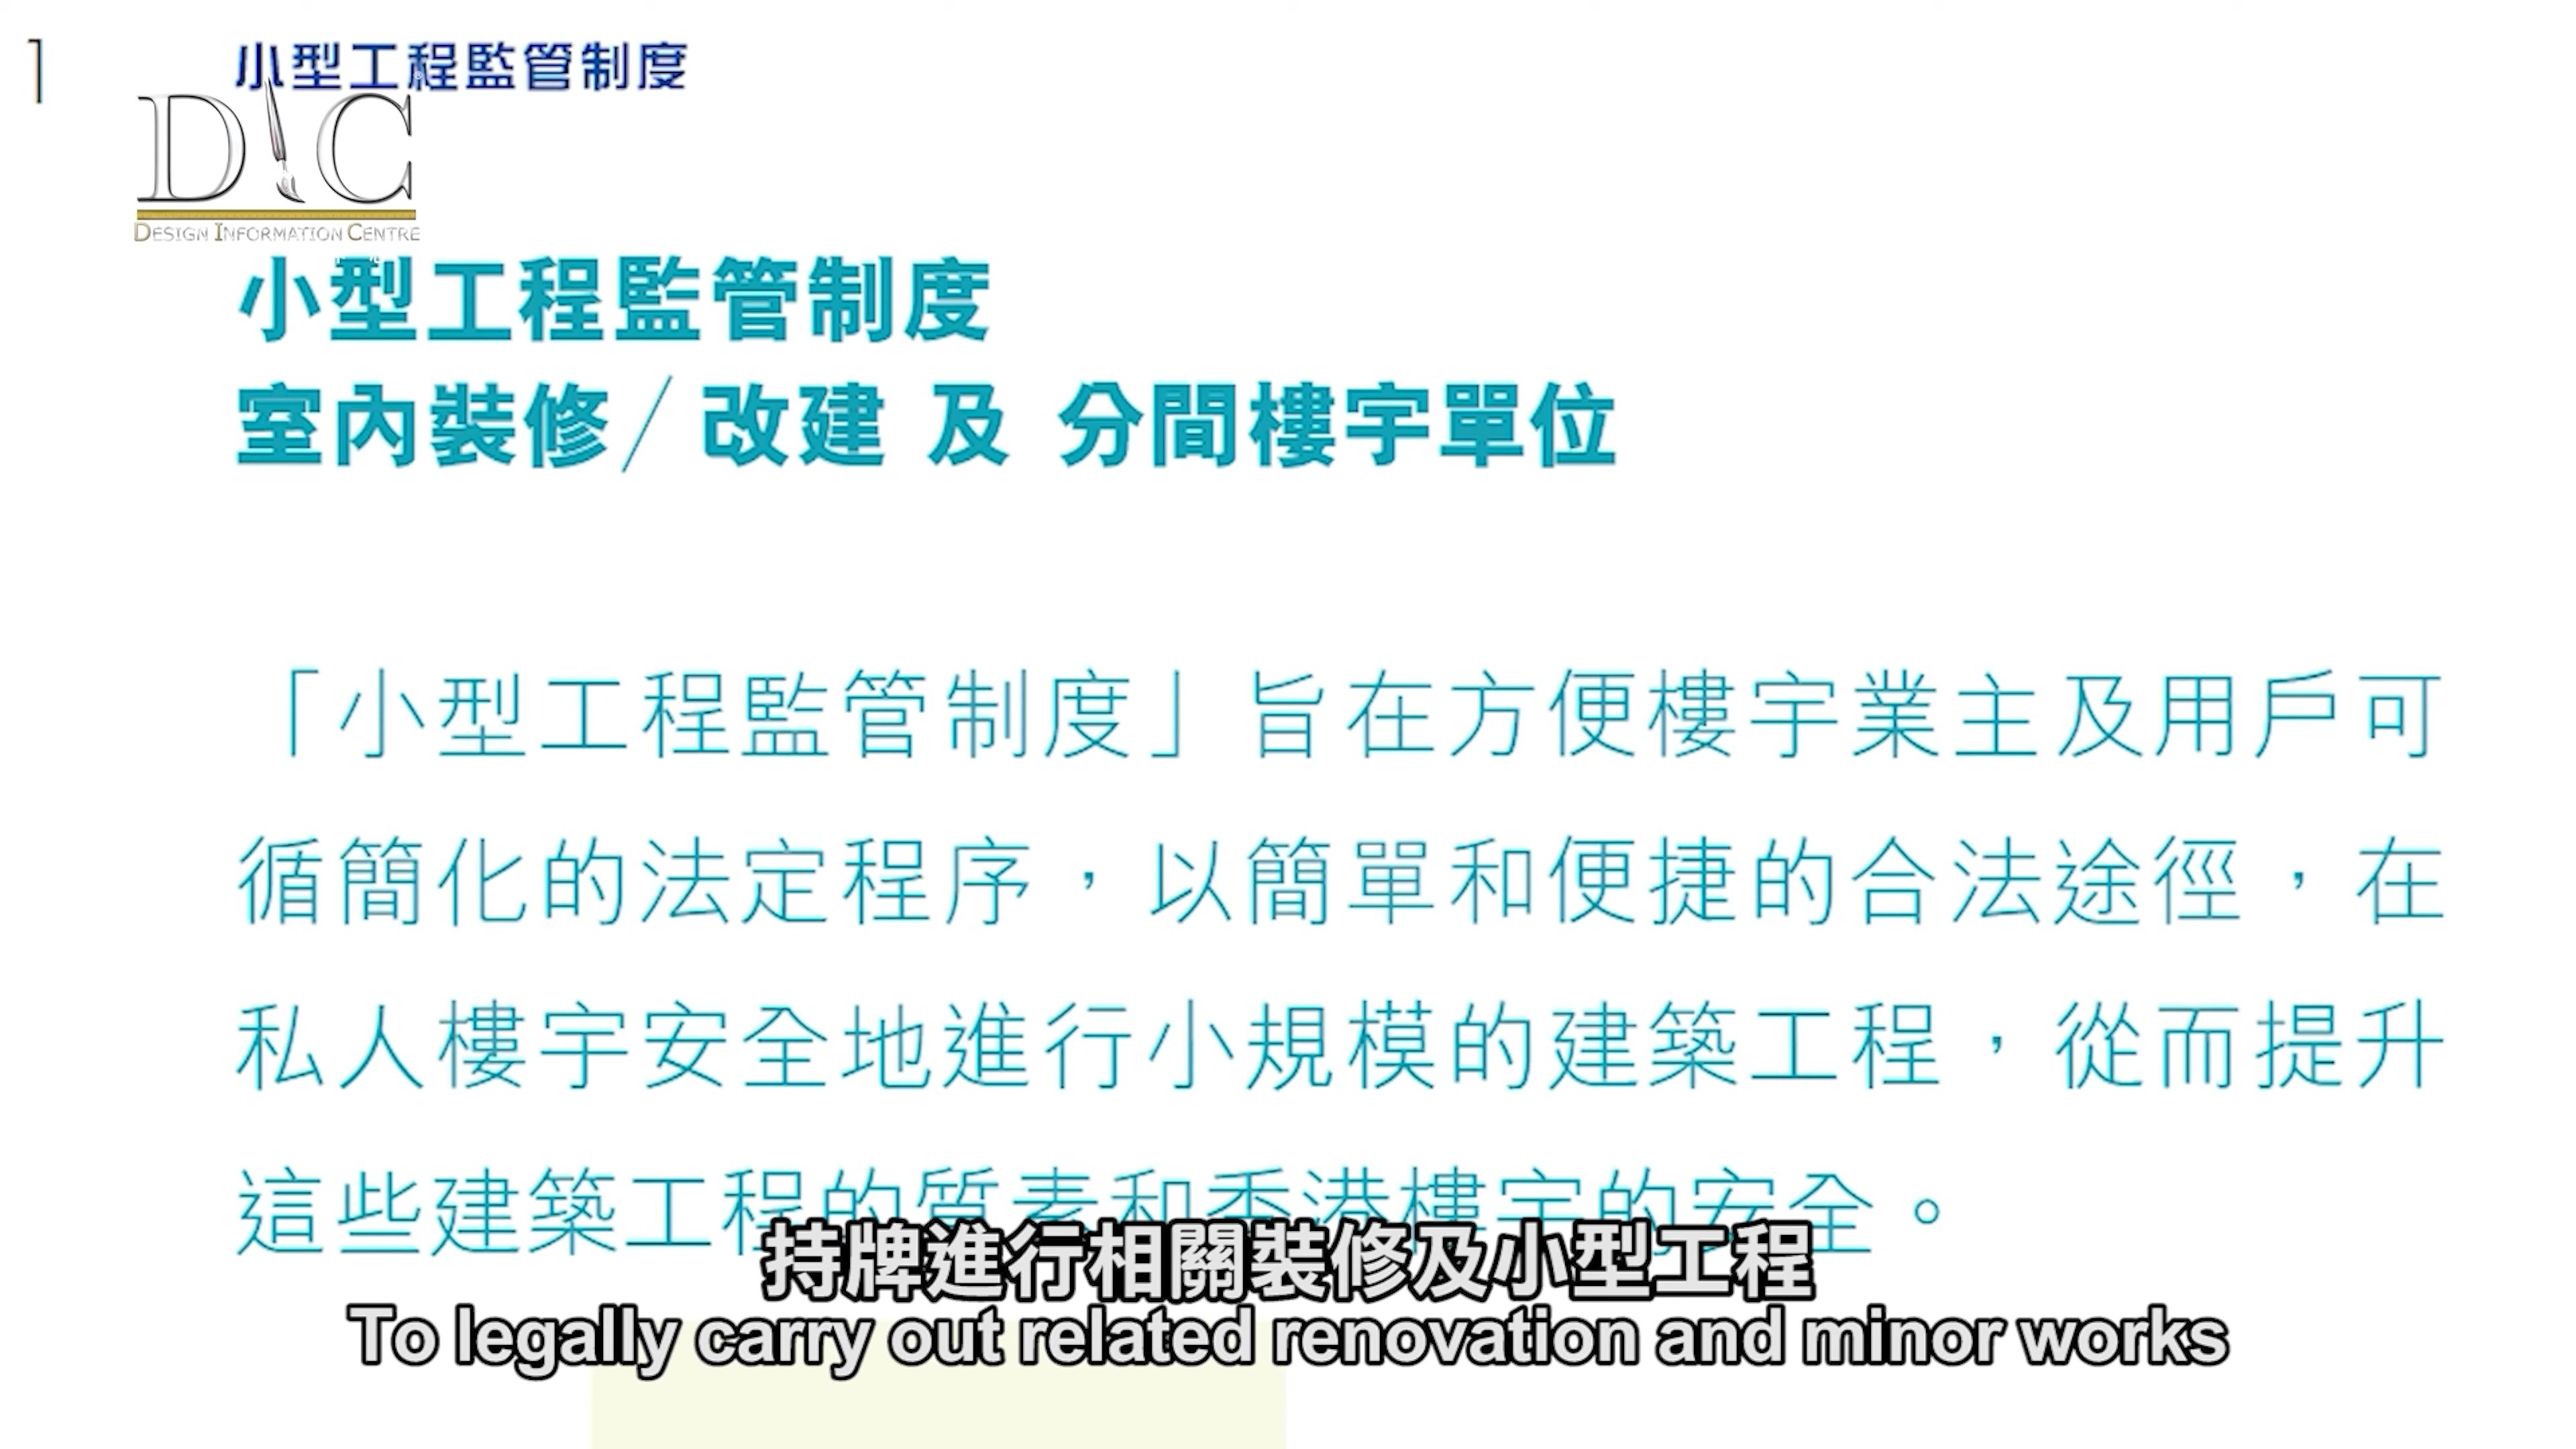 1
小型工程監管制度
DIC
DESIGN INFORMATION CENTRE
小型工程監管制度
室內裝修/ 改建 及 分間樓宇單位
「小型工程監管制度」旨在方便樓宇業主及用戶可
循簡化的法定程序，以簡單和便捷的合法途徑，在
私人樓宇安全地進行小規模的建築工程，從而提升
這些建築工程的質素和香港樓宇的安全。
持牌進行相關裝修及小型工程
To legally carry out related renovation and minor works